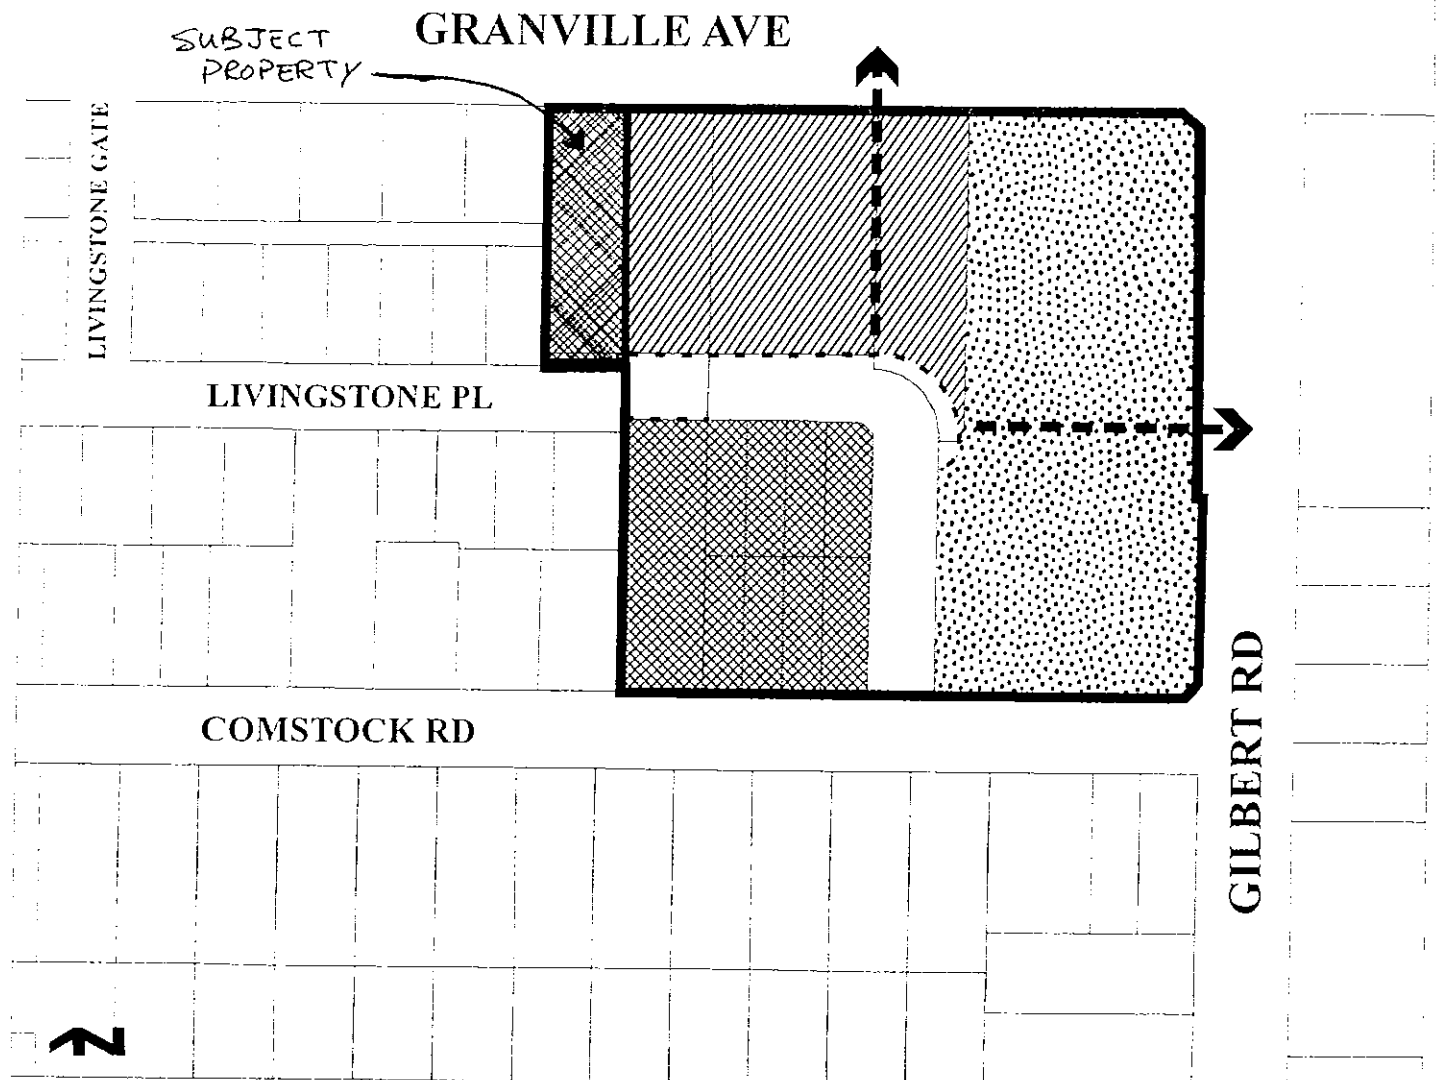 GRANVILLE AVE
SUBJECT
PROPERTY
LIVINGSTONE GATE
LIVINGSTONE PL
COMSTOCK RD
GILBERT RD
N